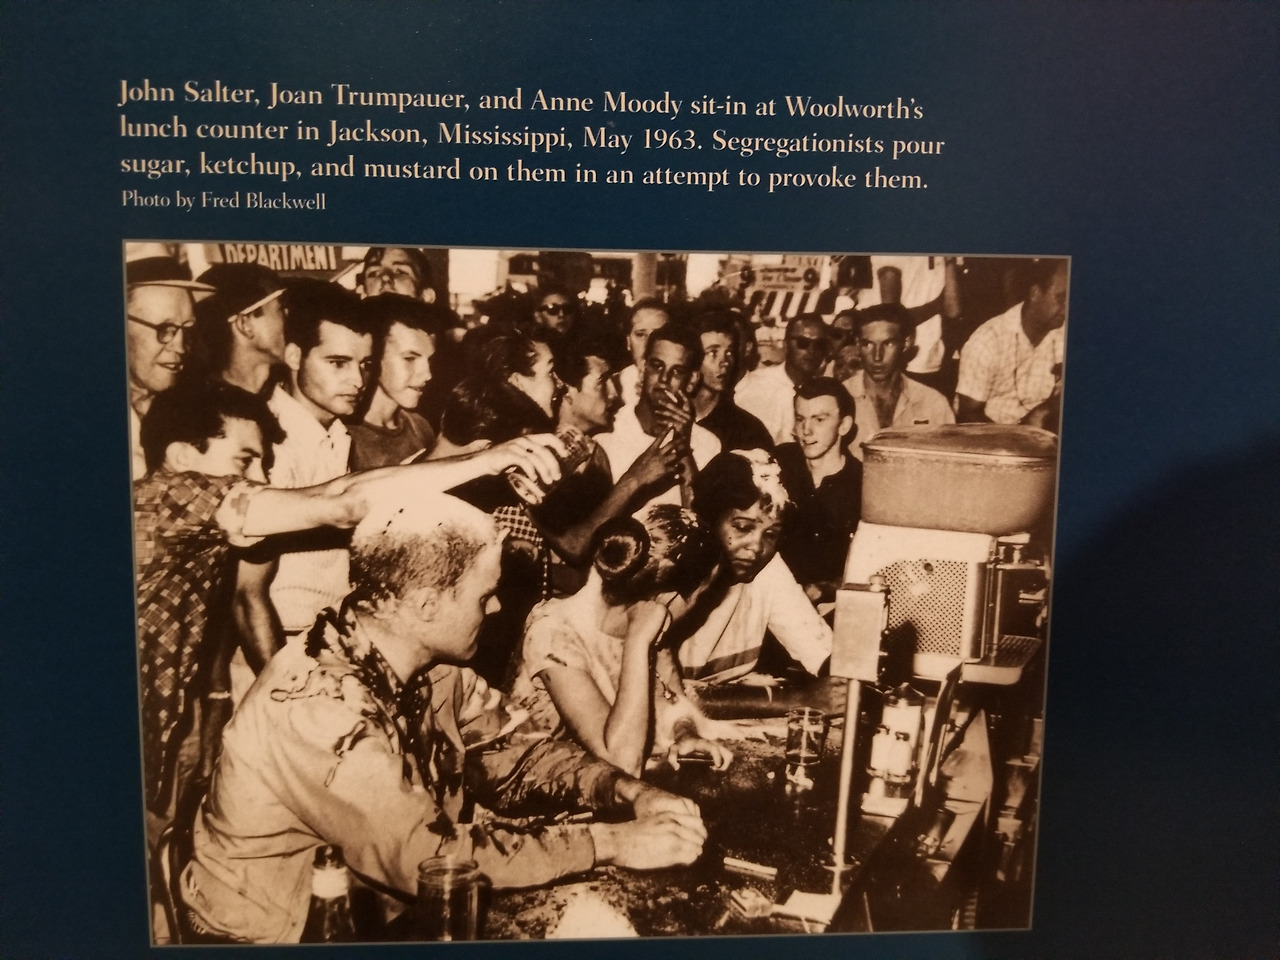 John Salter, Joan Trumpauer, and Anne Moody sit-in at Woolworth's
lunch counter in Jackson, Mississippi, May 1963. Segregationists pour
sugar, ketchup, and mustard on them in an attempt to provoke them.
Photo by Fred Blackwell
DEPARTMENT